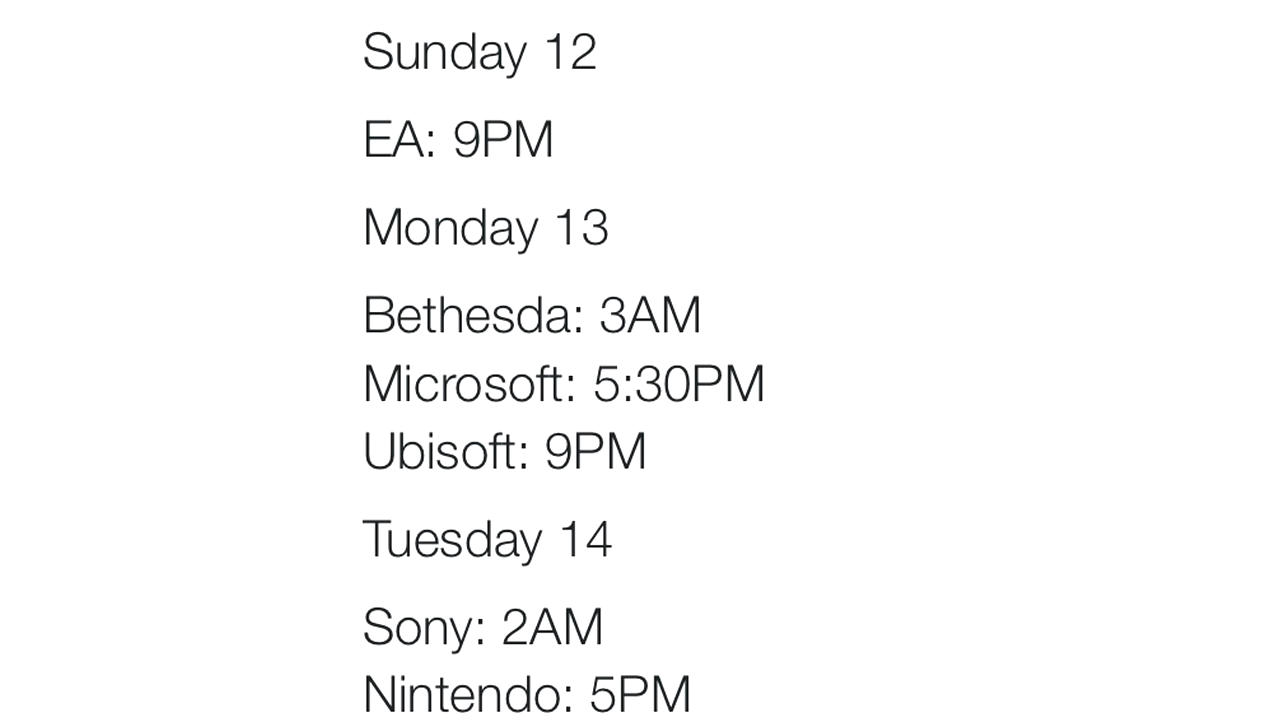 Sunday 12
EA: 9PM
Monday 13
Bethesda: 3AM
Microsoft: 5:30PM
Ubisoft: 9PM
Tuesday 14
Sony: 2AM
Nintendo: 5PM